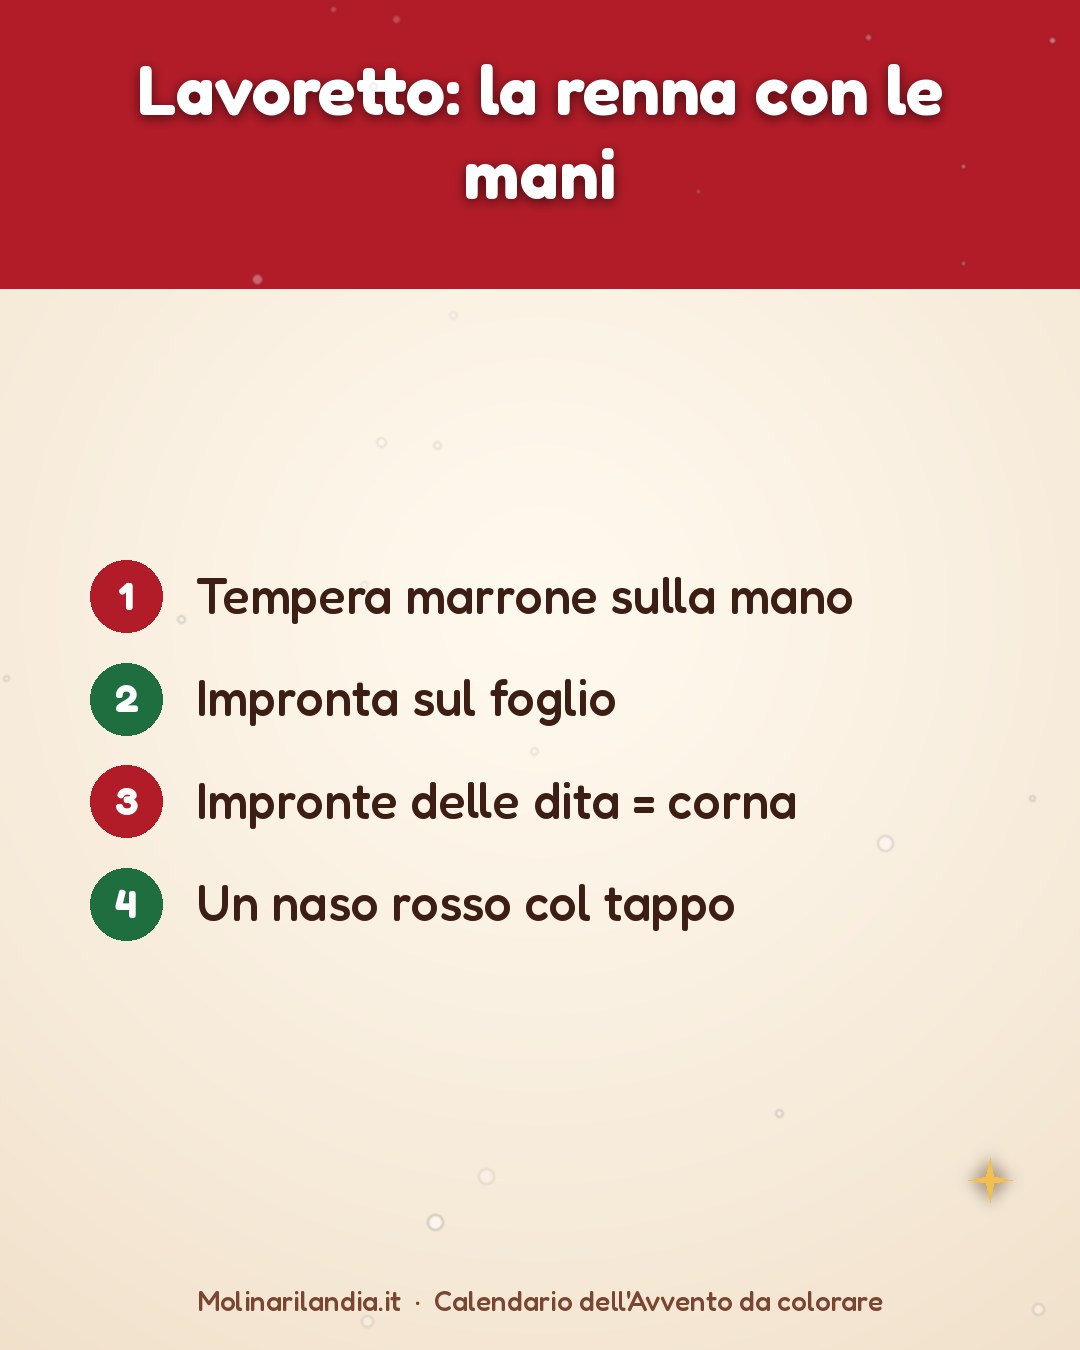 Lavoretto: la renna con le
mani
1 Tempera marrone sulla mano
2 Impronta sul foglio
3 Impronte delle dita = corna
4 Un naso rosso col tappo
Molinarilandia.it · Calendario dell'Avvento da colorare